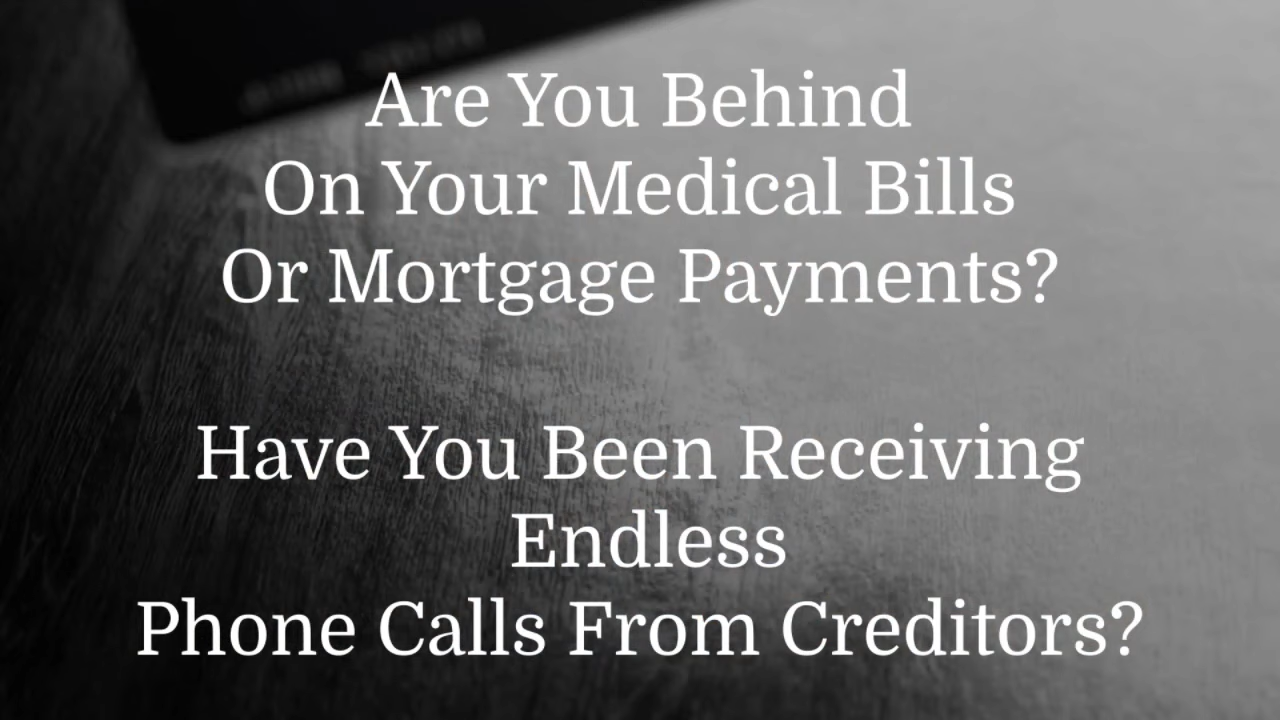 Are You Behind
On Your Medical Bills
Or Mortgage Payments?
Have You Been Receiving
Endless
Phone Calls From Creditors?